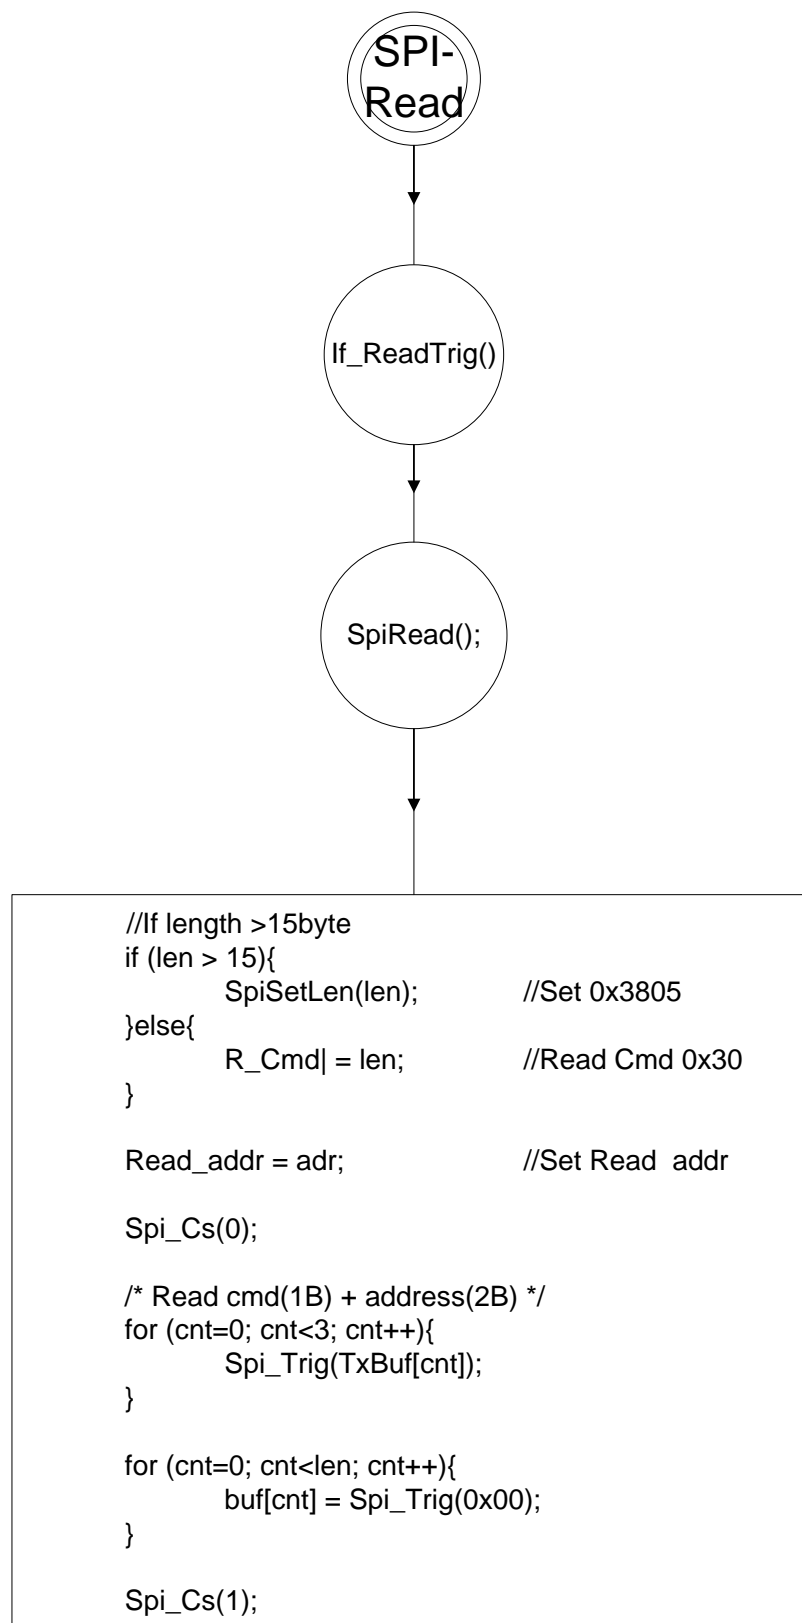 SPI-
Read
If_ReadTrig()
SpiRead();
//If length >15byte
if (len > 15){
SpiSetLen(len); //Set 0x3805
}else{
R_Cmd| = len; //Read Cmd 0x30
}
Read_addr = adr; //Set Read  addr
Spi_Cs(0);
/* Read cmd(1B) + address(2B) */
for (cnt=0; cnt<3; cnt++){
Spi_Trig(TxBuf[cnt]);
}
for (cnt=0; cnt<len; cnt++){
buf[cnt] = Spi_Trig(0x00);
}
Spi_Cs(1);